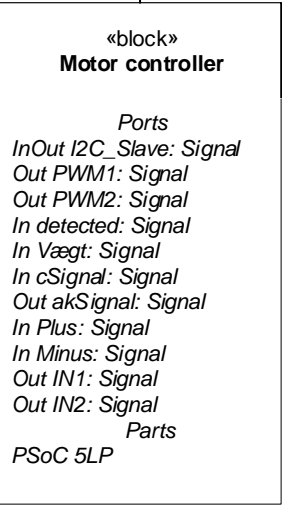 «block»
Motor controller
Ports
InOut I2C_Slave: Signal
Out PWM1: Signal
Out PWM2: Signal
In detected: Signal
In Vægt: Signal
In cSignal: Signal
Out akSignal: Signal
In Plus: Signal
In Minus: Signal
Out IN1: Signal
Out IN2: Signal
Parts
PSoC 5LP